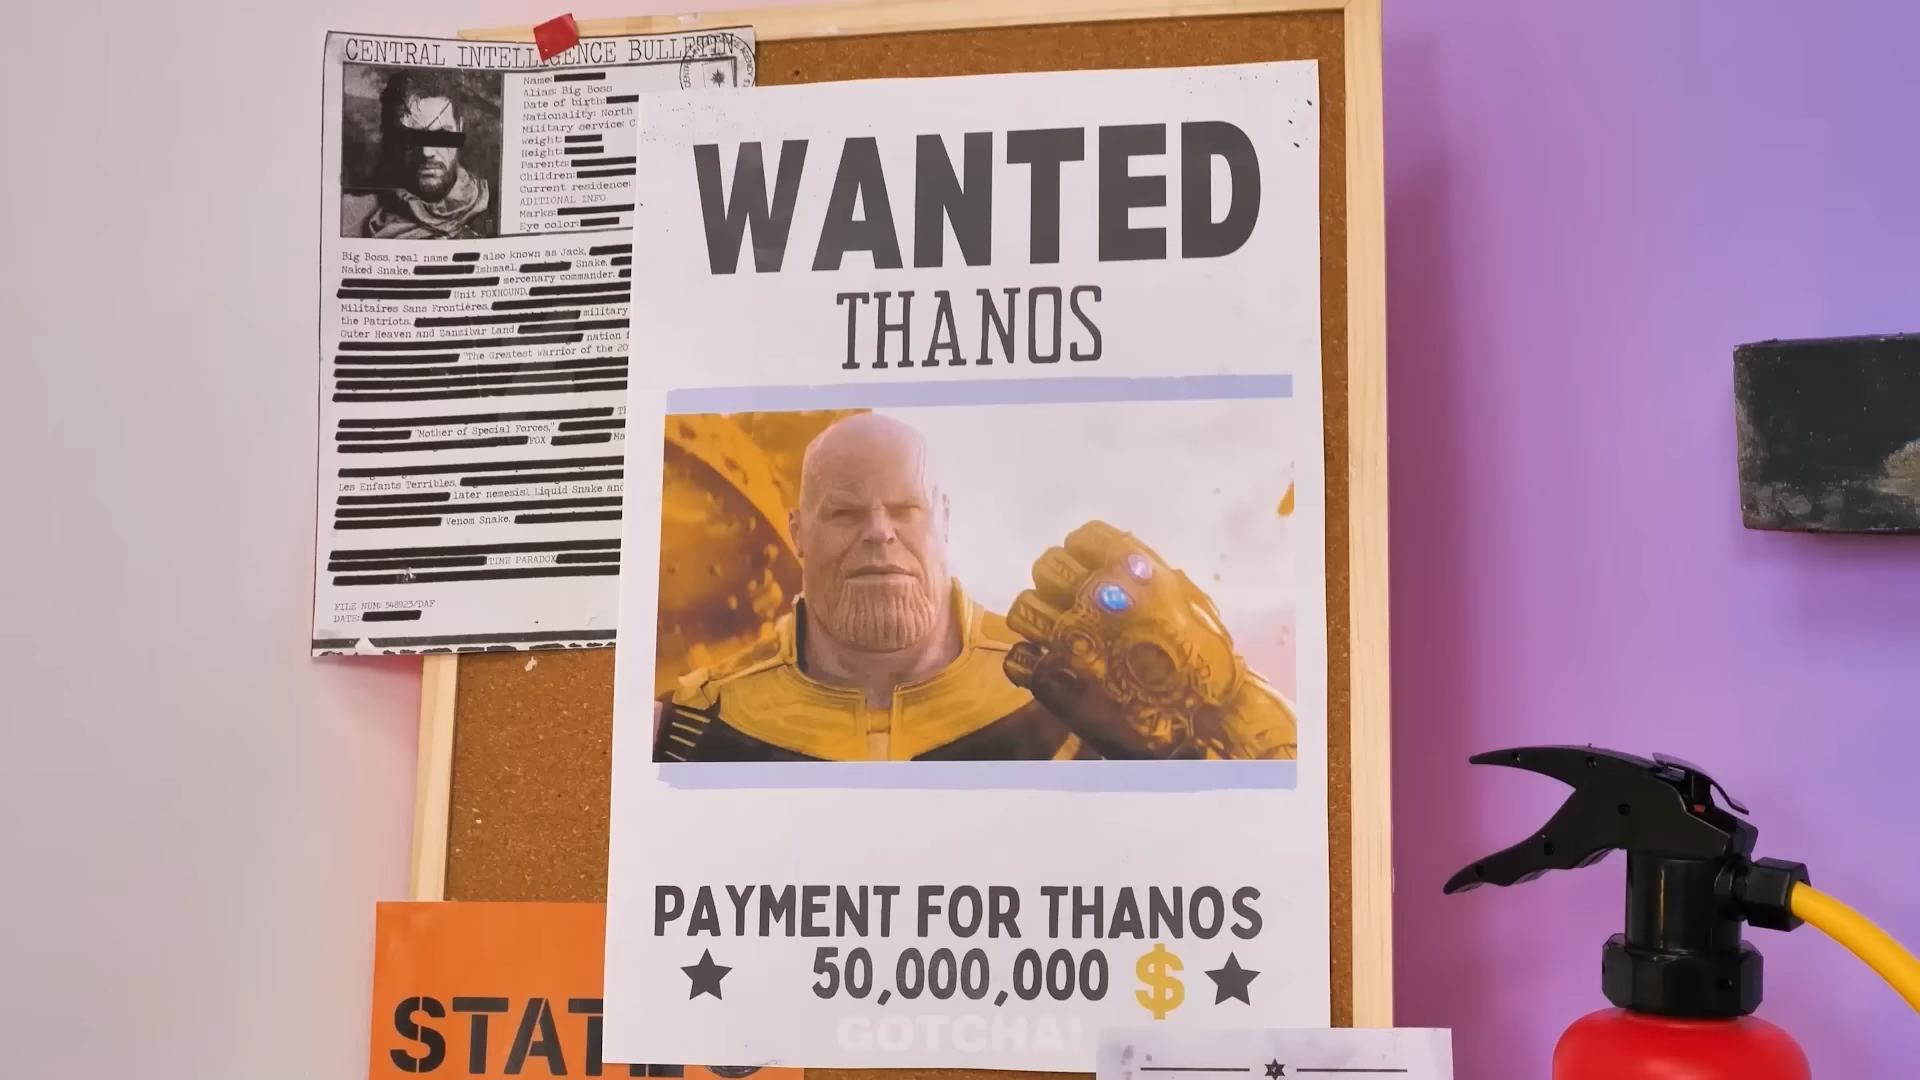 CENTRAL INTELLIGENCE BULLETIN
Name:
Alias: Big Boss
Date of birth:
Nationality: North
Military service: C
Weight:
Height:
Parents:
Children:
Current residence:
ADITIONAL INFO
Marks:
Eye color:
Big Boss, real name also known as Jack,
Naked Snake, Ishmael, Snake,
mercenary commander.
Unit FOXHOUND,
Militaires Sans Frontières, military
the Patriots,
Outer Heaven and Zanzibar Land
nation
"The Greatest Warrior of the 20
"Mother of Special Forces,"
FOX Ma
Les Enfants Terribles,
later nemesis), Liquid Snake and
Venom Snake,
TIME PARADOX
FILE NUM: 548923/DAF
DATE:
WANTED
THANOS
PAYMENT FOR THANOS
★ 50,000,000 $ ★
GOTCHA!
STAT